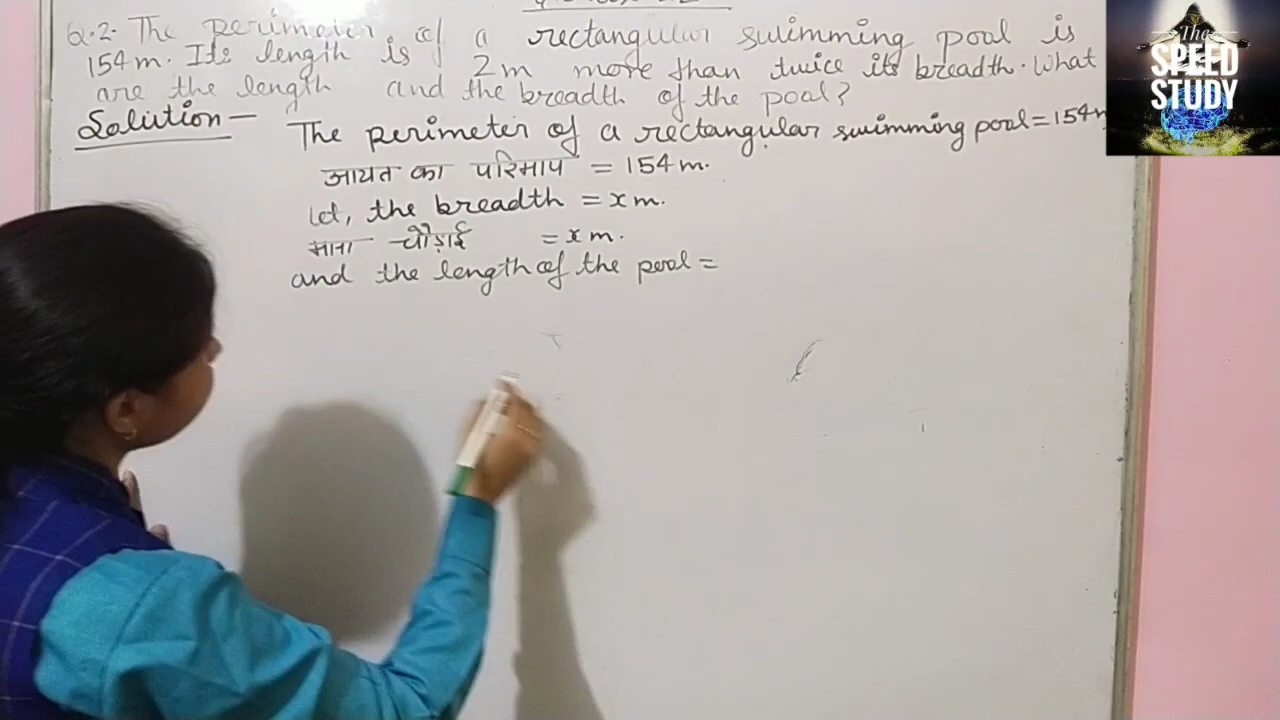 Q.2. The perimeter of a rectangular swimming pool is
154m. Its length is 2m more than twice its breadth. What
are the length and the breadth of the pool?
Solution— The perimeter of a rectangular swimming pool = 154m
आयत का परिमाप = 154m.
Let, the breadth = x m.
माना चौड़ाई = x m.
and the length of the pool =
The
SPEED
STUDY